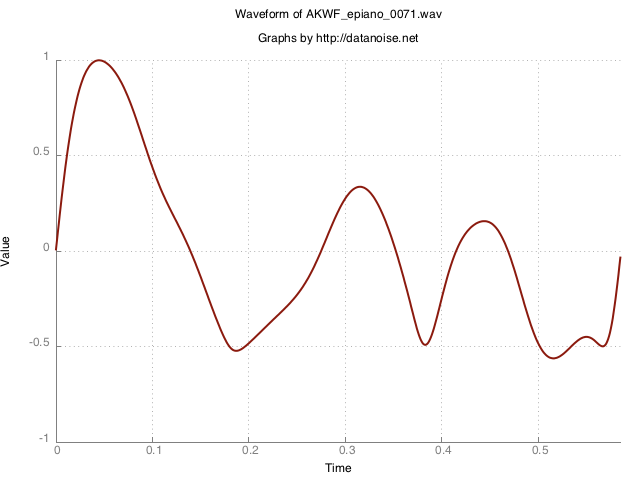 Waveform of AKWF_epiano_0071.wav
Graphs by http://datanoise.net
1
0.5
0
-0.5
-1
Value
0 0.1 0.2 0.3 0.4 0.5
Time